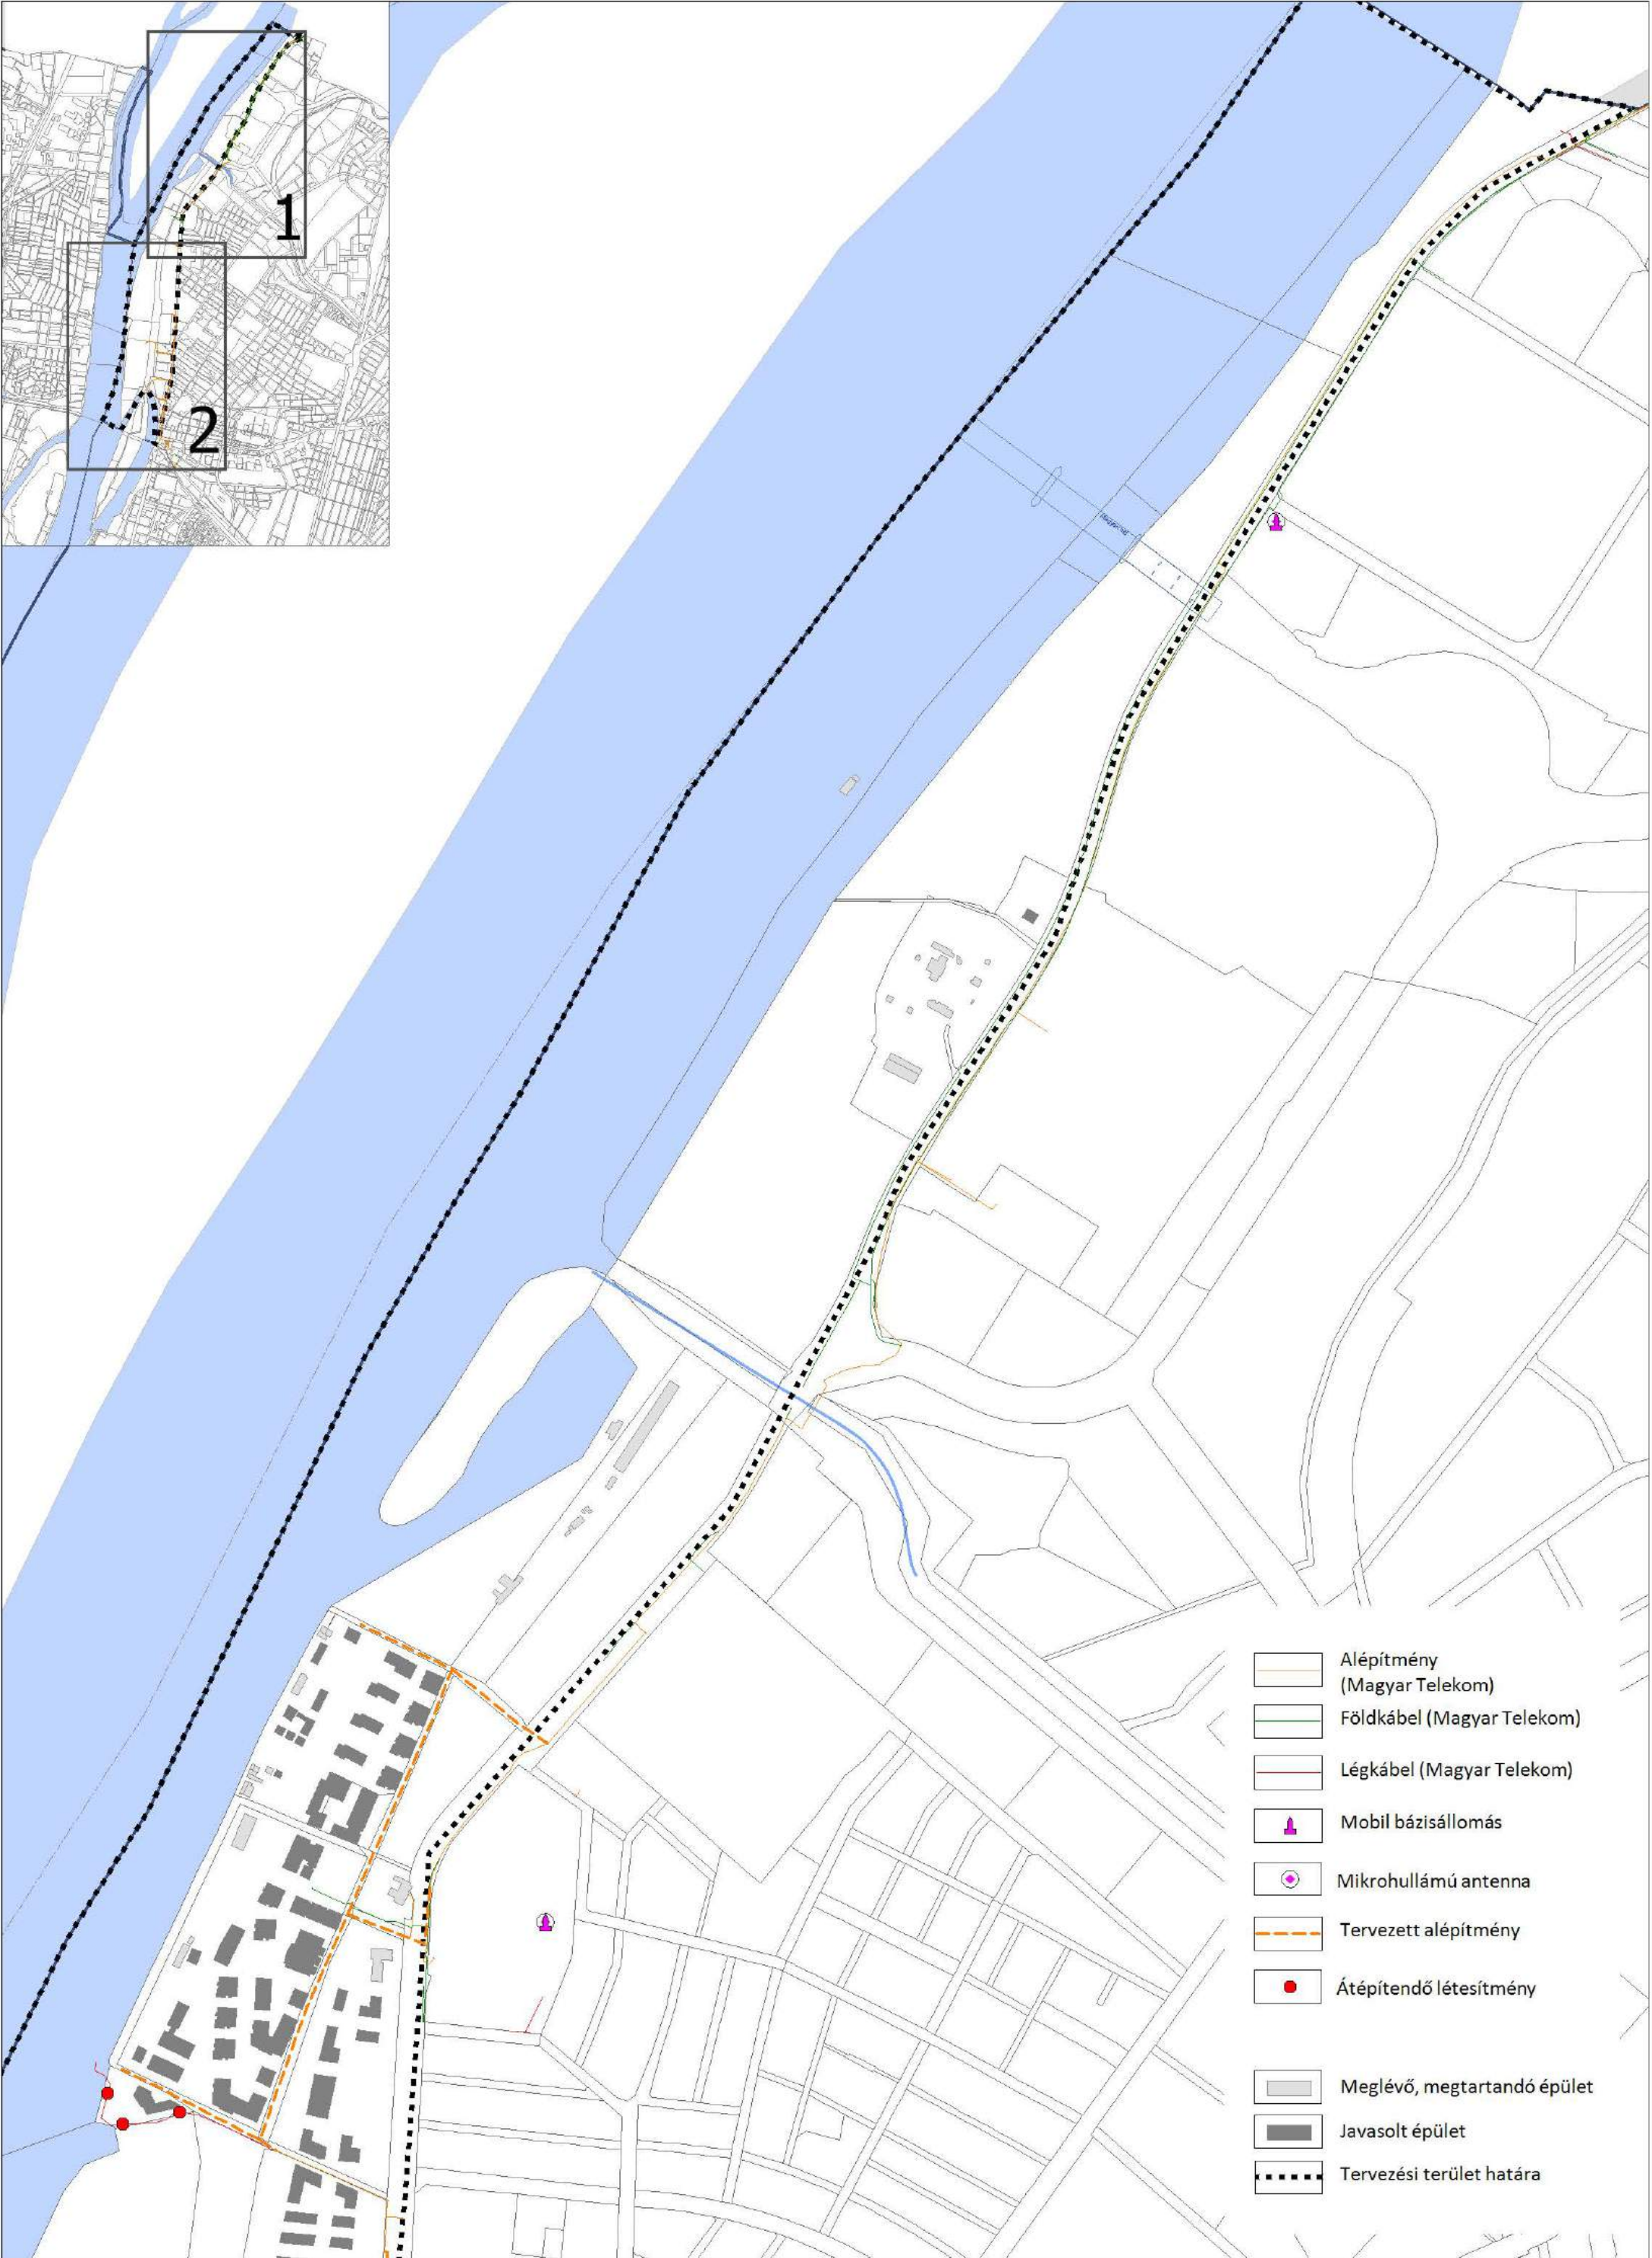 1
2
Alépítmény
(Magyar Telekom)
Földkábel (Magyar Telekom)
Légkábel (Magyar Telekom)
Mobil bázisállomás
Mikrohullámú antenna
Tervezett alépítmény
Átépítendő létesítmény
Meglévő, megtartandó épület
Javasolt épület
Tervezési terület határa